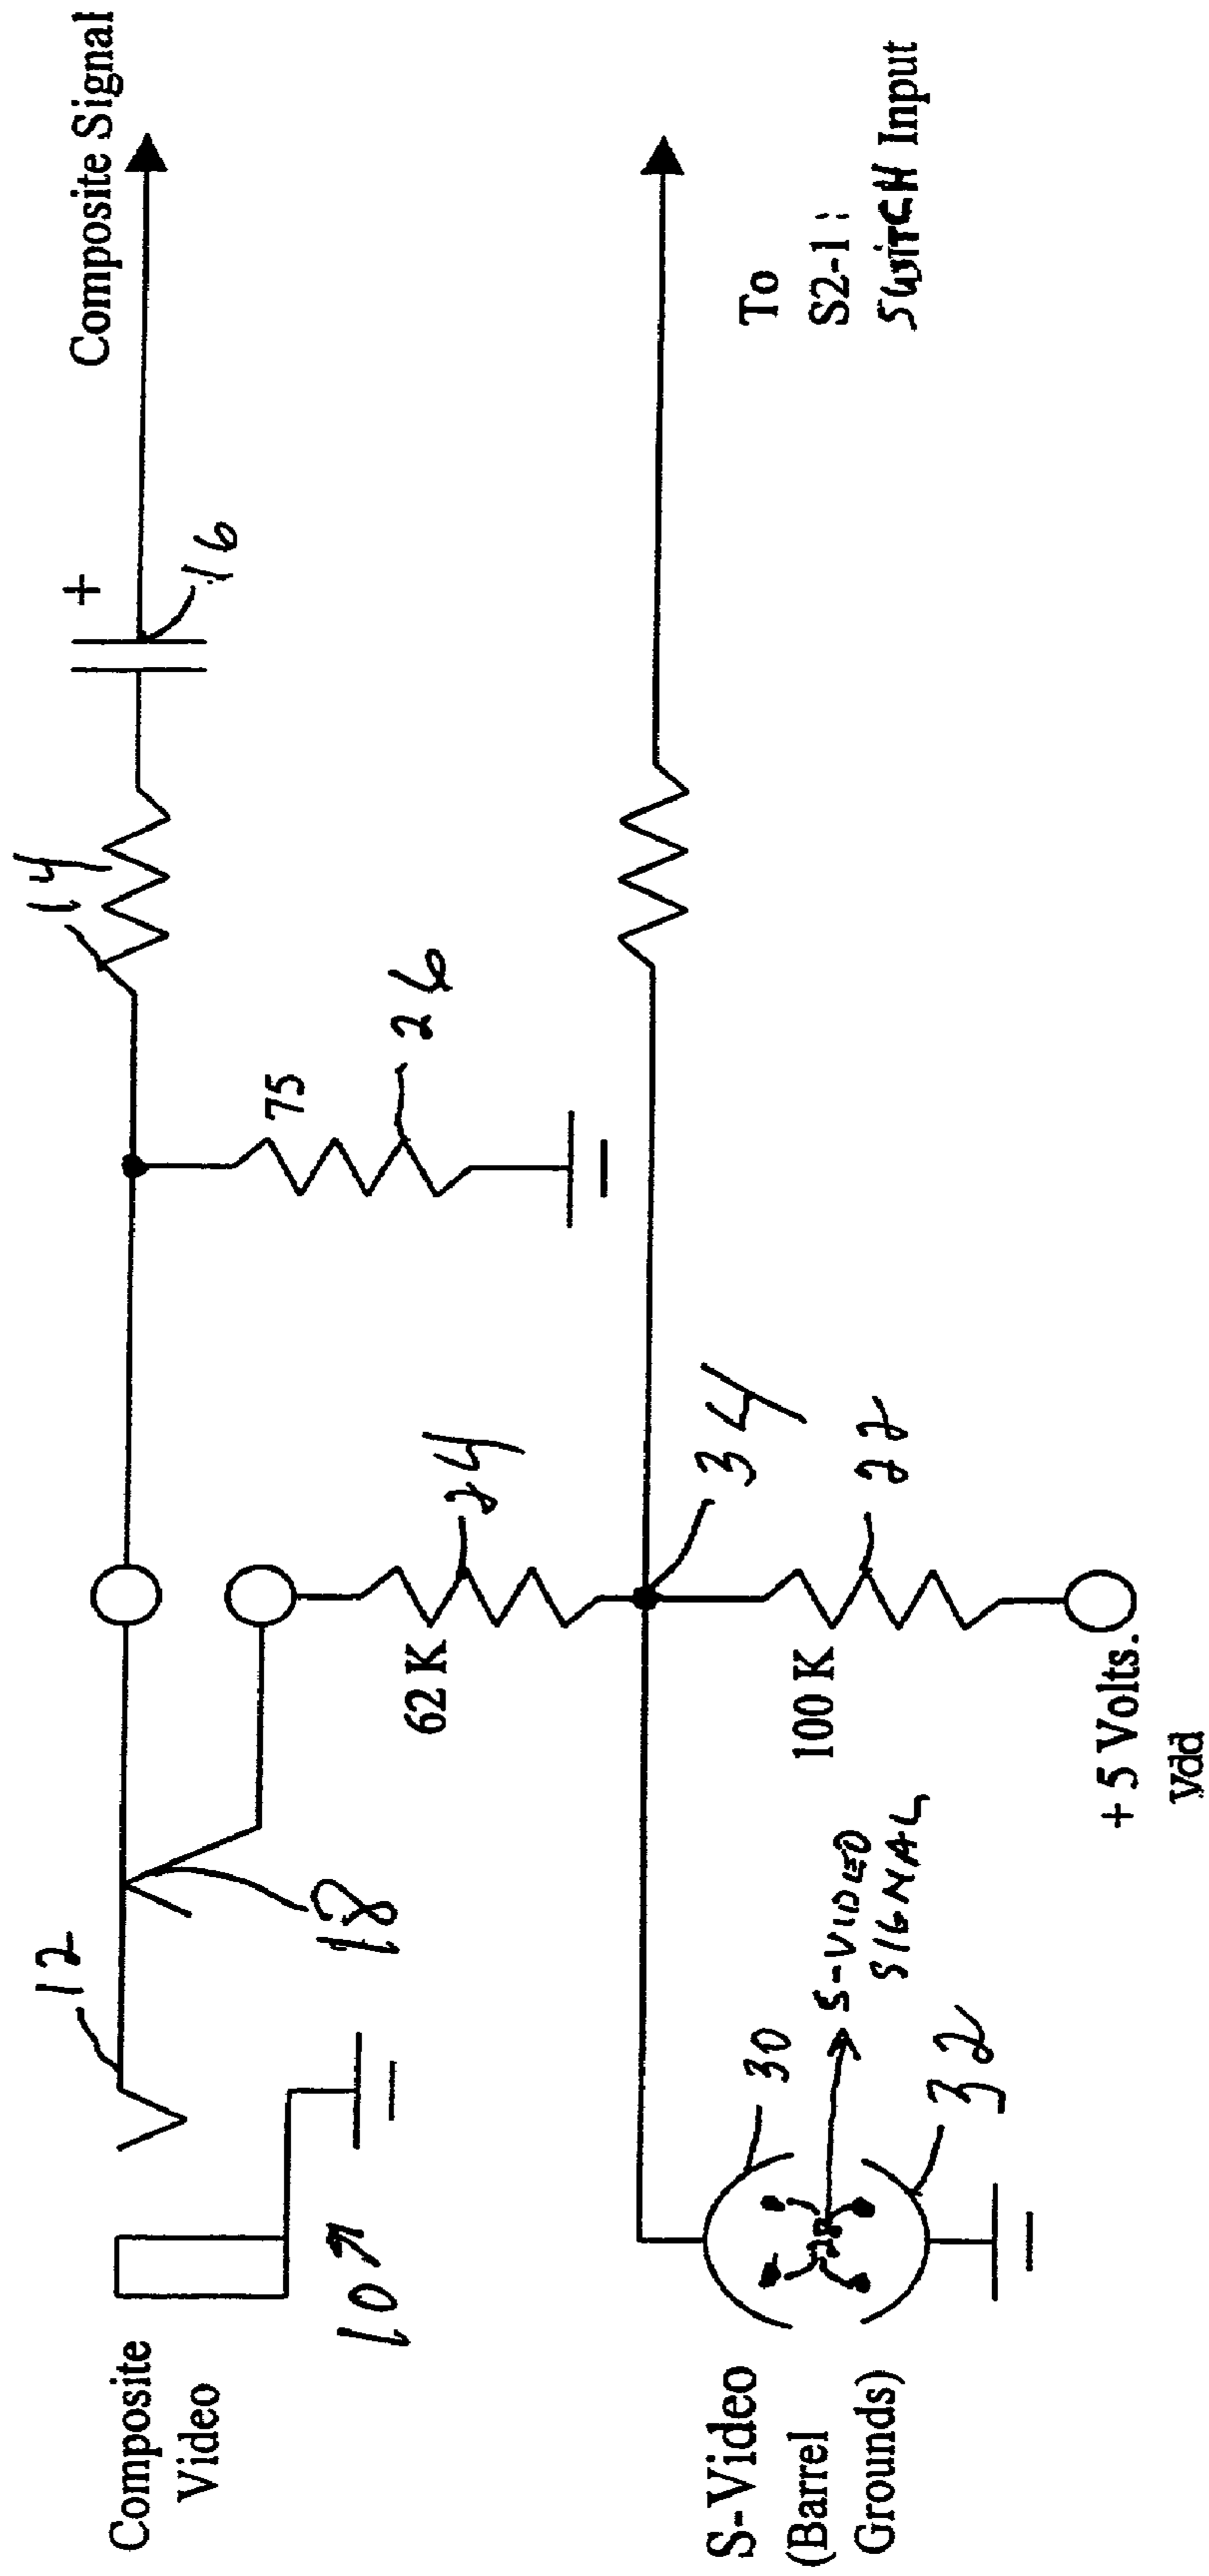 Composite Signal
+
16
14
75
26
12
18
24
62 K
Composite
Video
10
To
S2-1:
SWITCH Input
34
22
100 K
+ 5 Volts.
Vdd
30
S-VIDEO
SIGNAL
32
S-Video
(Barrel
Grounds)